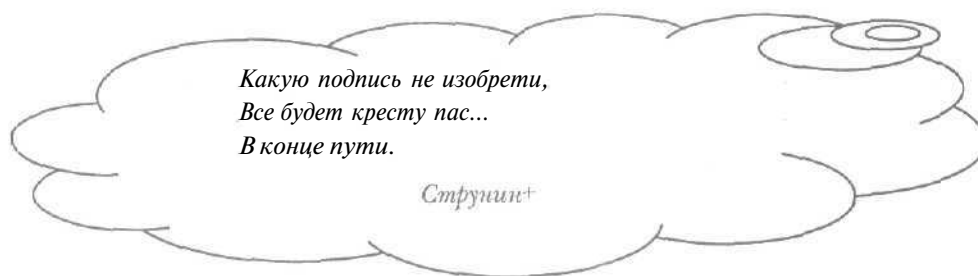 Какую подпись не изобрети,
Все будет кресту пас...
В конце пути.
Струнин+